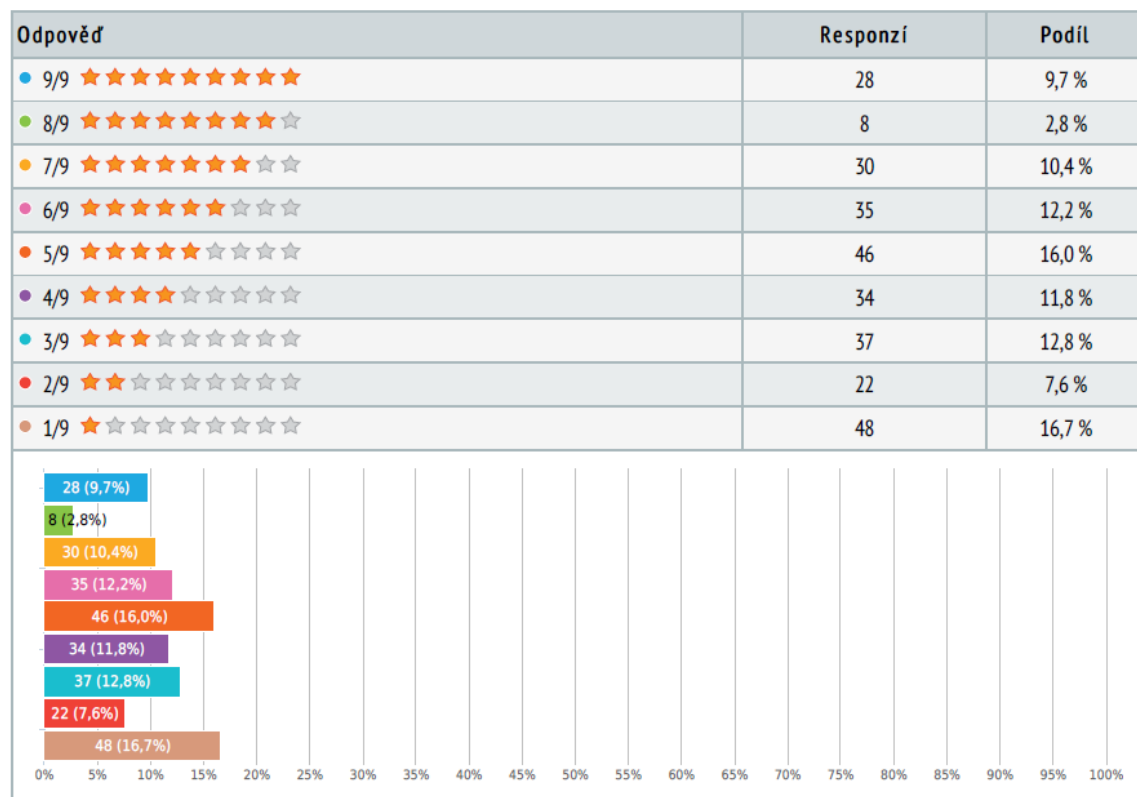 Odpověď Responzí Podíl
9/9 28 9,7 %
8/9 8 2,8 %
7/9 30 10,4 %
6/9 35 12,2 %
5/9 46 16,0 %
4/9 34 11,8 %
3/9 37 12,8 %
2/9 22 7,6 %
1/9 48 16,7 %
28 (9,7%)
8 (2,8%)
30 (10,4%)
35 (12,2%)
46 (16,0%)
34 (11,8%)
37 (12,8%)
22 (7,6%)
48 (16,7%)
0% 5% 10% 15% 20% 25% 30% 35% 40% 45% 50% 55% 60% 65% 70% 75% 80% 85% 90% 95% 100%